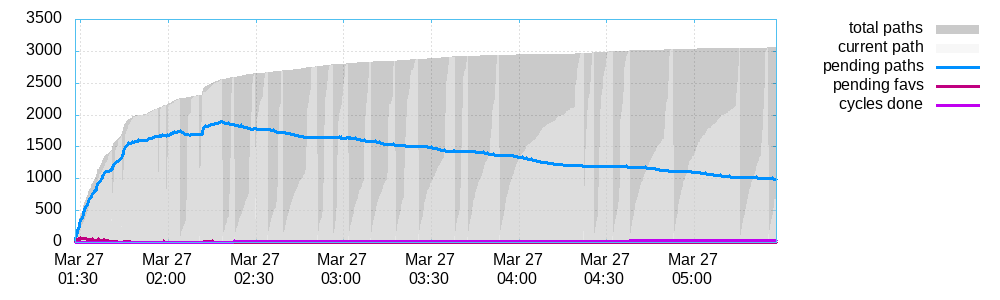 3500
3000
2500
2000
1500
1000
500
0
Mar 27 Mar 27 Mar 27 Mar 27 Mar 27 Mar 27 Mar 27 Mar 27
01:30 02:00 02:30 03:00 03:30 04:00 04:30 05:00
total paths
current path
pending paths
pending favs
cycles done